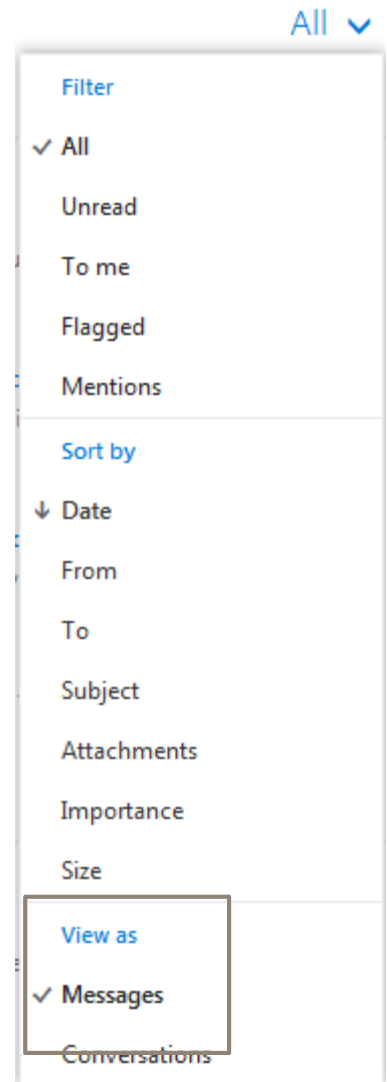 All
Filter
All
Unread
To me
Flagged
Mentions
Sort by
Date
From
To
Subject
Attachments
Importance
Size
View as
Messages
Conversations